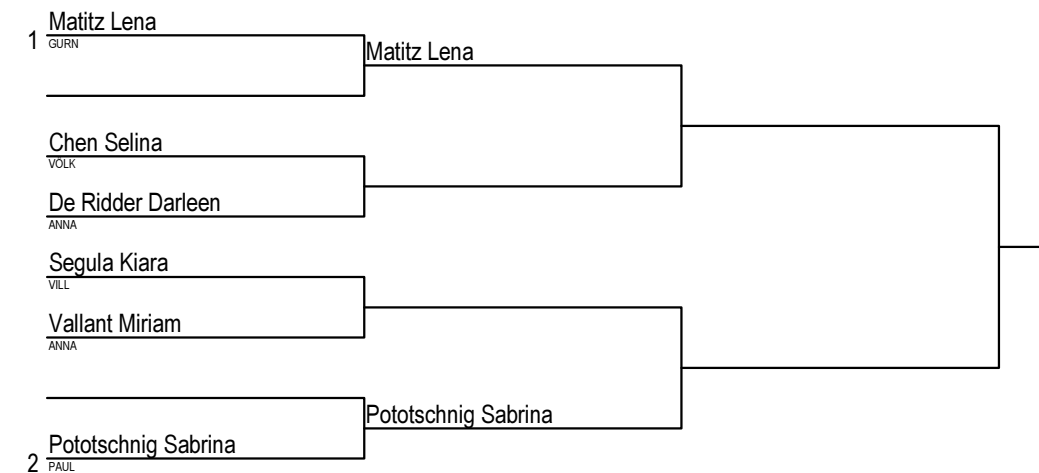 Matitz Lena
1 GURN
Matitz Lena
Chen Selina
VÖLK
De Ridder Darleen
ANNA
Segula Kiara
VILL
Vallant Miriam
ANNA
Pototschnig Sabrina
Pototschnig Sabrina
2 PAUL